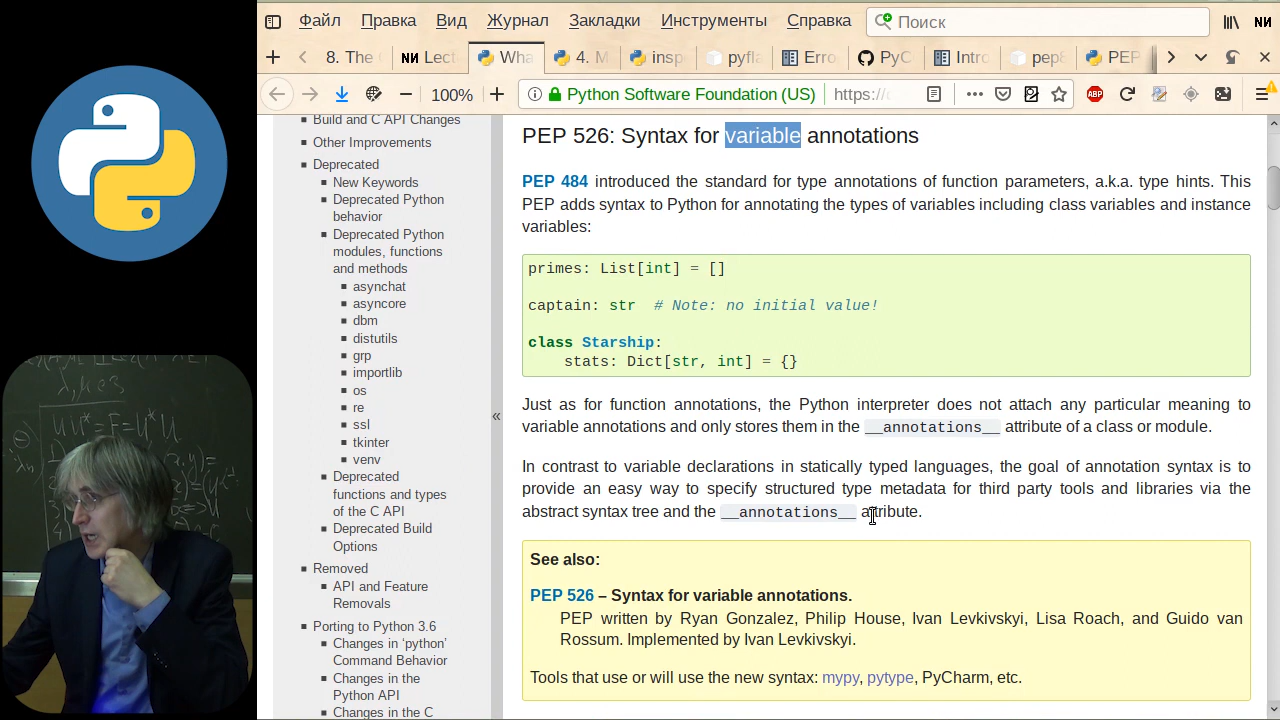 Файл Правка Вид Журнал Закладки Инструменты Справка Поиск
8. The Lect Wha 4. M insp pyfla Erro PyC Intro pep8 PEP
100% Python Software Foundation (US) https://
Build and C API Changes
Other Improvements
Deprecated
New Keywords
Deprecated Python
behavior
Deprecated Python
modules, functions
and methods
asynchat
asyncore
dbm
distutils
grp
importlib
os
re
ssl
tkinter
venv
Deprecated
functions and types
of the C API
Deprecated Build
Options
Removed
API and Feature
Removals
Porting to Python 3.6
Changes in ‘python’
Command Behavior
Changes in the
Python API
Changes in the C
«
PEP 526: Syntax for variable annotations
PEP 484 introduced the standard for type annotations of function parameters, a.k.a. type hints. This
PEP adds syntax to Python for annotating the types of variables including class variables and instance
variables:
primes: List[int] = []
captain: str # Note: no initial value!
class Starship:
stats: Dict[str, int] = {}
Just as for function annotations, the Python interpreter does not attach any particular meaning to
variable annotations and only stores them in the __annotations__ attribute of a class or module.
In contrast to variable declarations in statically typed languages, the goal of annotation syntax is to
provide an easy way to specify structured type metadata for third party tools and libraries via the
abstract syntax tree and the __annotations__ attribute.
See also:
PEP 526 – Syntax for variable annotations.
PEP written by Ryan Gonzalez, Philip House, Ivan Levkivskyi, Lisa Roach, and Guido van
Rossum. Implemented by Ivan Levkivskyi.
Tools that use or will use the new syntax: mypy, pytype, PyCharm, etc.